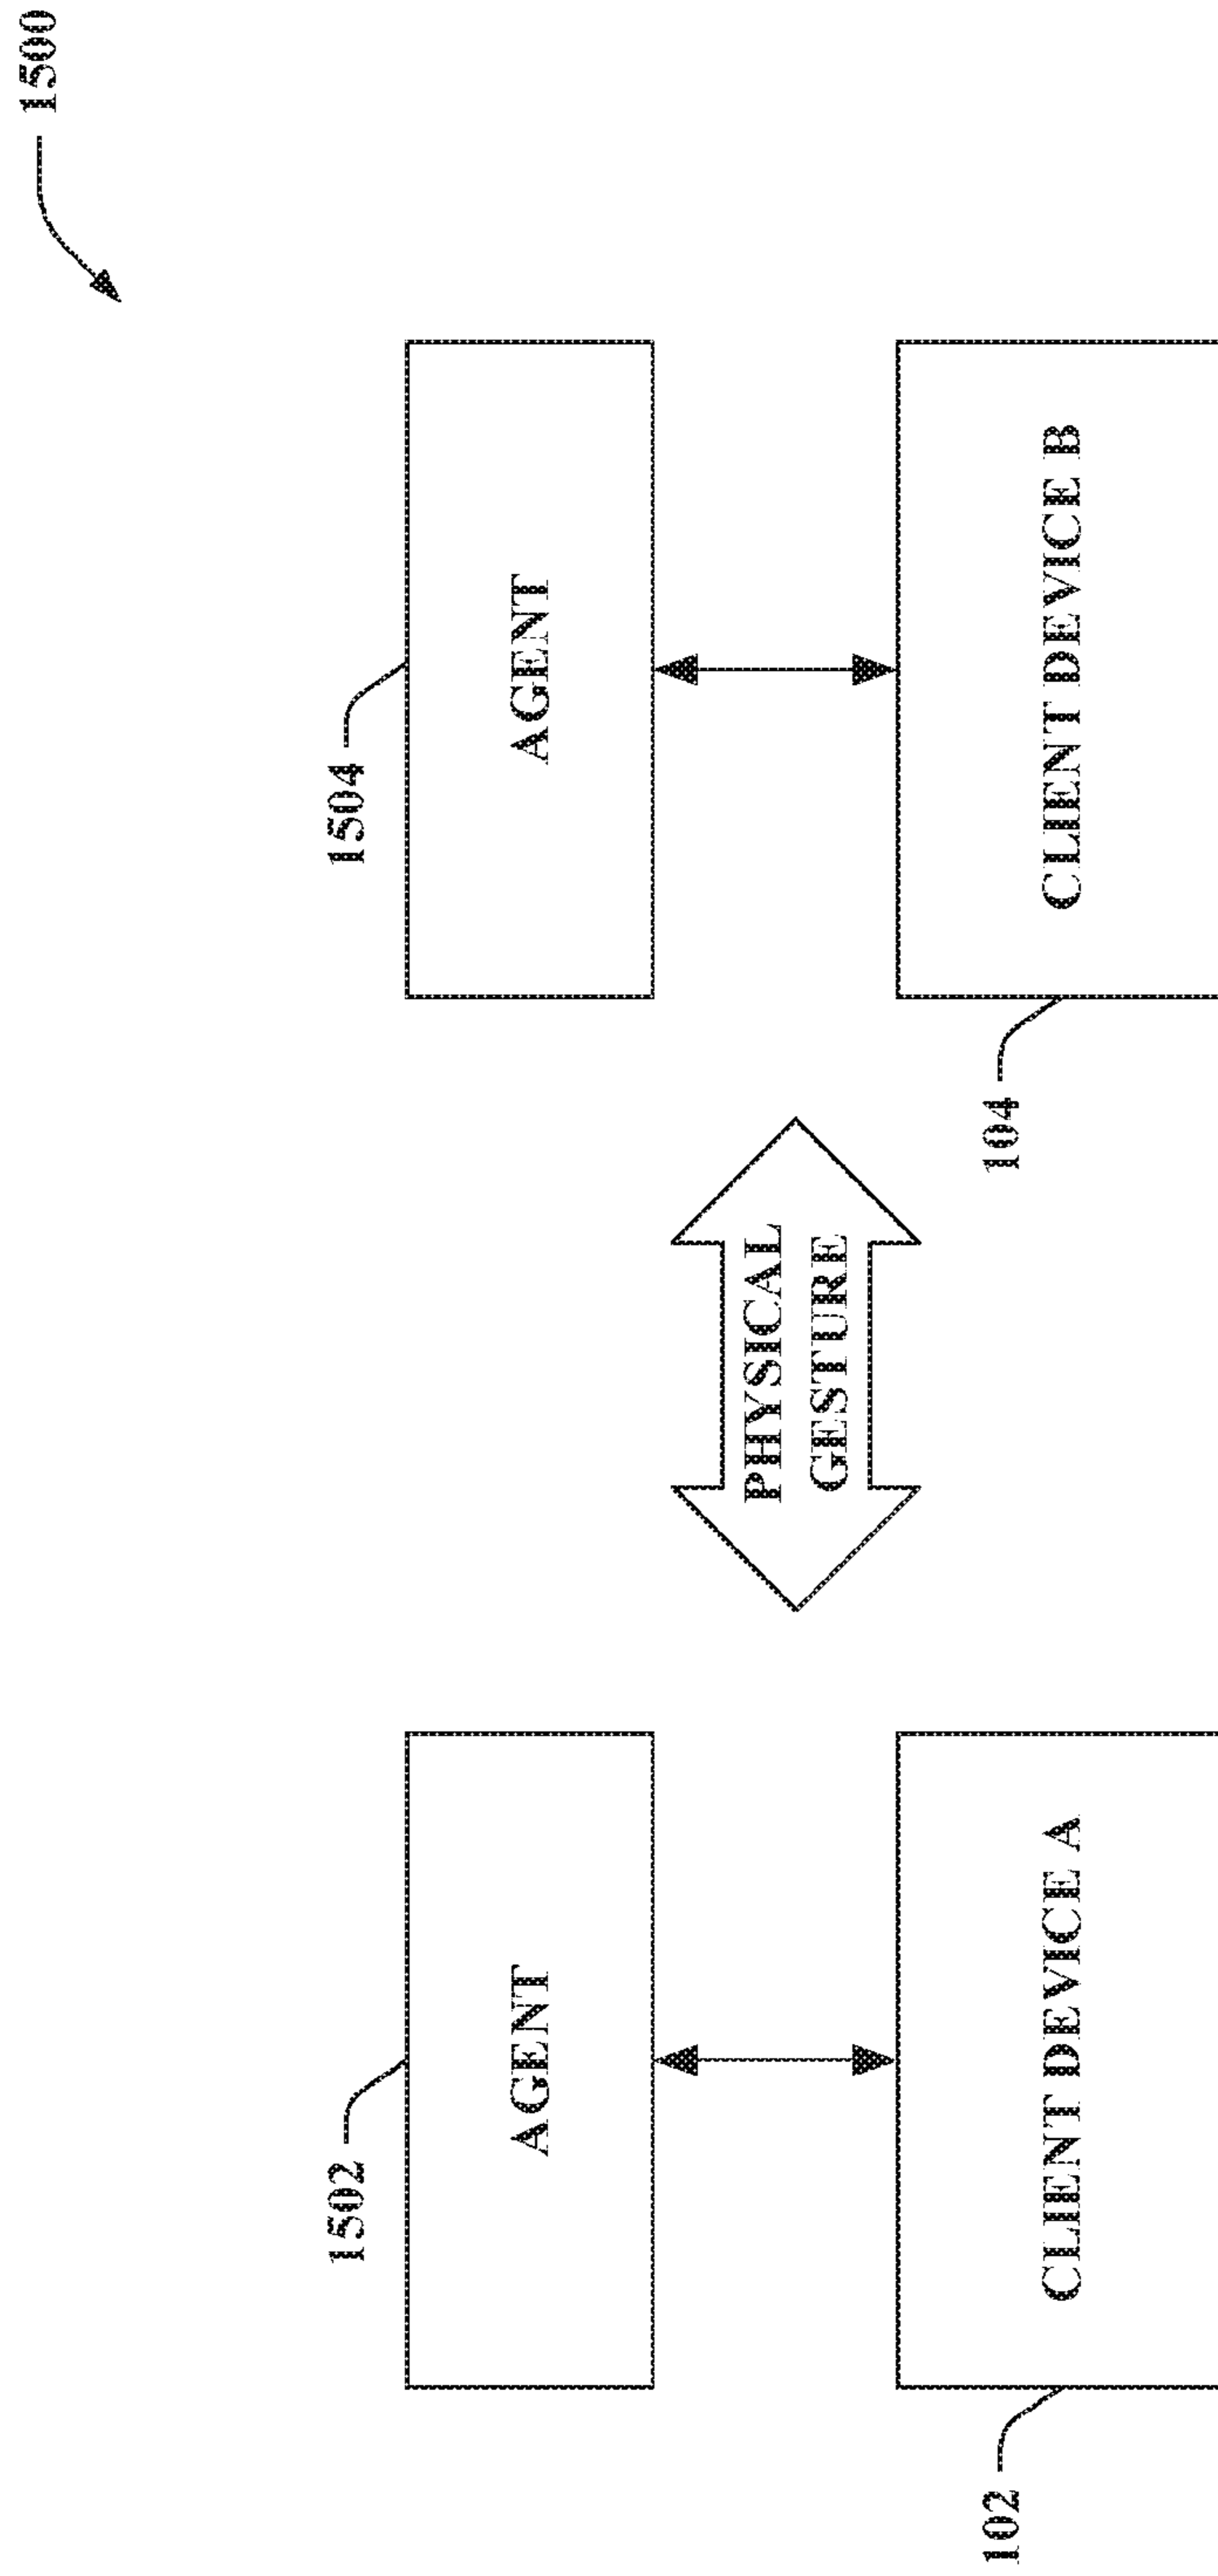 1500
1502
AGENT
1504
AGENT
PHYSICAL
GESTURE
102
CLIENT DEVICE A
104
CLIENT DEVICE B